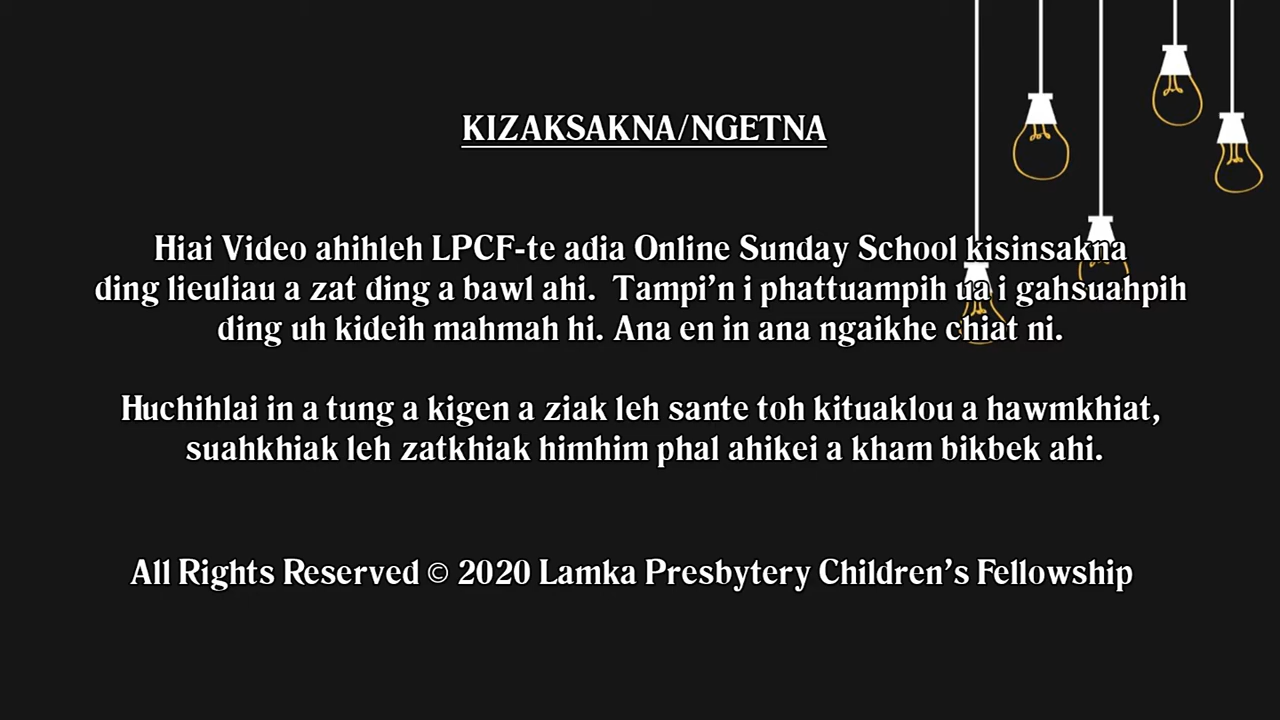 KIZAKSAKNA/NGETNA
Hiai Video ahihleh LPCF-te adia Online Sunday School kisinsakna
ding lieuliau a zat ding a bawl ahi. Tampi’n i phattuampih ua i gahsuahpih
ding uh kideih mahmah hi. Ana en in ana ngaikhe chiat ni.
Huchihlai in a tung a kigen a ziak leh sante toh kituaklou a hawmkhiat,
suahkhiak leh zatkhiak himhim phal ahikei a kham bikbek ahi.
All Rights Reserved © 2020 Lamka Presbytery Children’s Fellowship